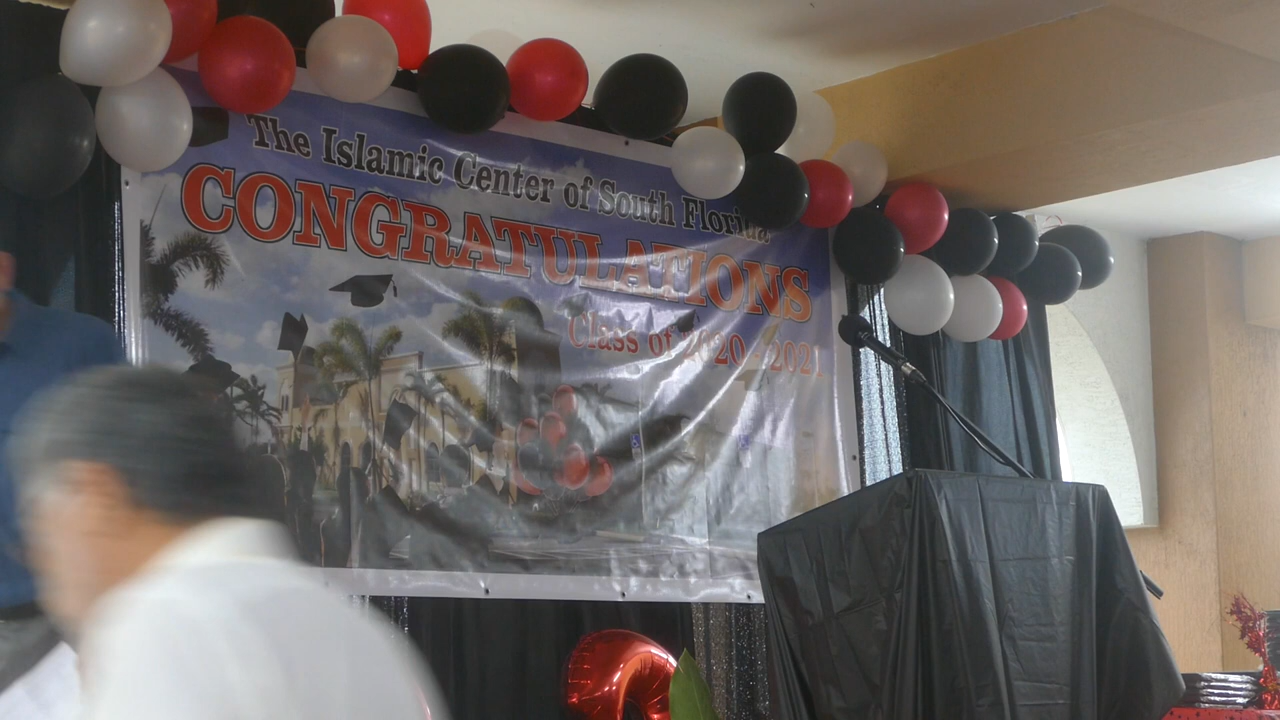 The Islamic Center of South Florida
CONGRATULATIONS
Class of 2020 - 2021